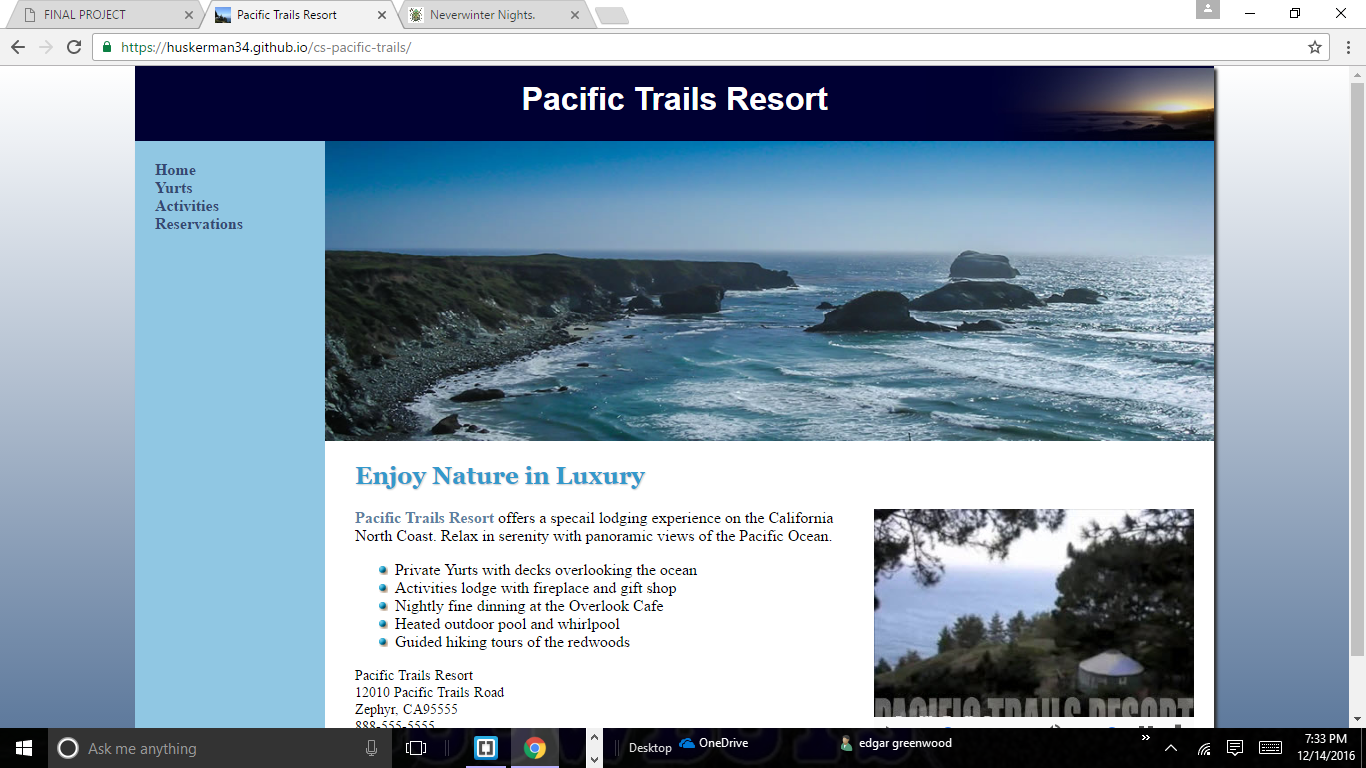 FINAL PROJECT
Pacific Trails Resort
Neverwinter Nights.
https://huskerman34.github.io/cs-pacific-trails/
Pacific Trails Resort
Home
Yurts
Activities
Reservations
Enjoy Nature in Luxury
Pacific Trails Resort offers a specail lodging experience on the California
North Coast. Relax in serenity with panoramic views of the Pacific Ocean.
Private Yurts with decks overlooking the ocean
Activities lodge with fireplace and gift shop
Nightly fine dinning at the Overlook Cafe
Heated outdoor pool and whirlpool
Guided hiking tours of the redwoods
Pacific Trails Resort
12010 Pacific Trails Road
Zephyr, CA95555
888-555-5555
PACIFIC TRAILS RESORT
Ask me anything
Desktop
OneDrive
edgar greenwood
7:33 PM
12/14/2016